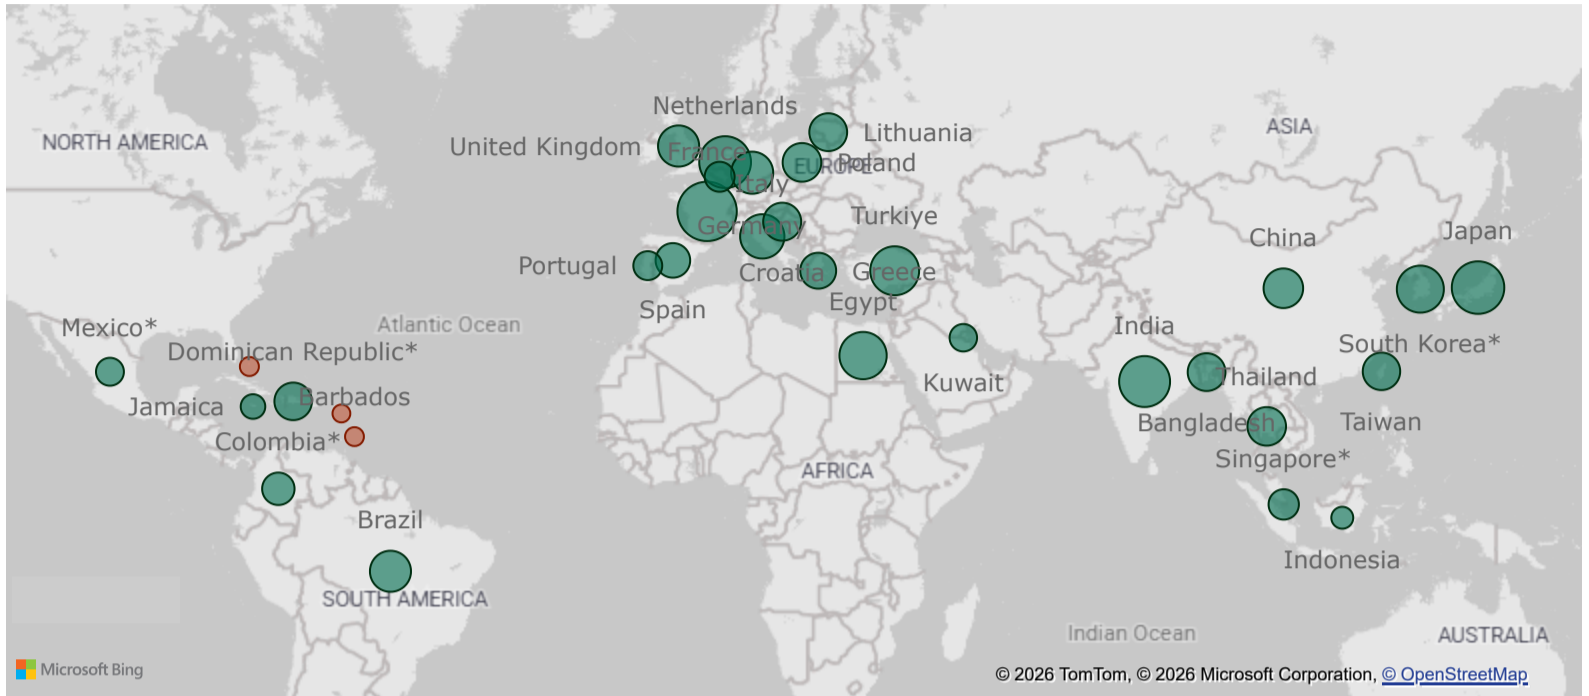 Netherlands
Lithuania
ASIA
NORTH AMERICA
United Kingdom
France
EUROPE
Poland
Italy
Turkiye
Germany
China
Japan
Portugal
Croatia
Greece
Spain
Egypt
Atlantic Ocean
Mexico*
India
South Korea*
Dominican Republic*
Thailand
Kuwait
Barbados
Jamaica
Bangladesh
Taiwan
Colombia*
Singapore*
AFRICA
Brazil
Indonesia
SOUTH AMERICA
Indian Ocean
AUSTRALIA
Microsoft Bing
© 2026 TomTom, © 2026 Microsoft Corporation, © OpenStreetMap